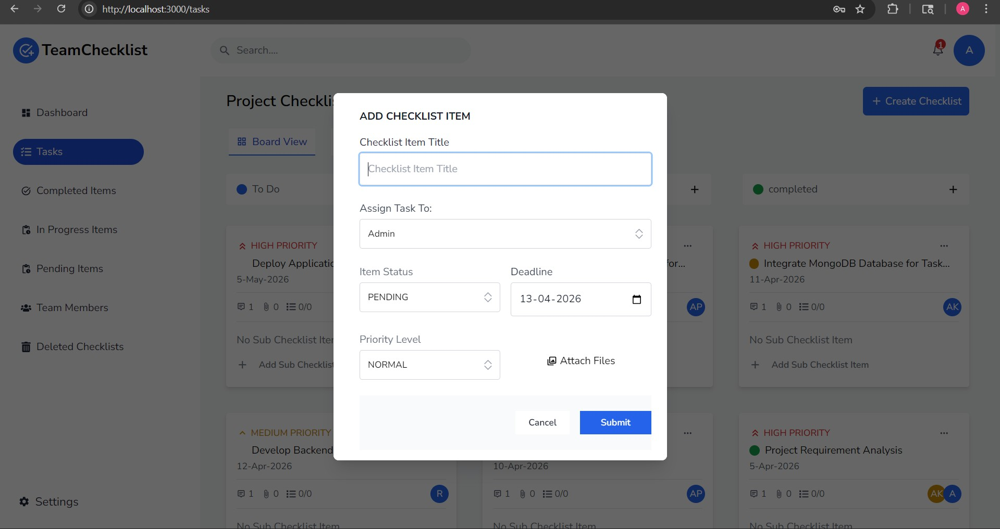 http://localhost:3000/tasks
A
TeamChecklist
Search....
1
A
Dashboard
Tasks
Completed Items
In Progress Items
Pending Items
Team Members
Deleted Checklists
Settings
Project Checklis
+ Create Checklist
Board View
To Do
+
completed
+
ADD CHECKLIST ITEM
Checklist Item Title
Checklist Item Title
Assign Task To:
Admin
Item Status
PENDING
Deadline
13-04-2026
Priority Level
NORMAL
Attach Files
Cancel
Submit
HIGH PRIORITY
Deploy Applicatio
5-May-2026
1 0 0/0
No Sub Checklist Iter
+ Add Sub Checklist
...
for...
AP
HIGH PRIORITY ...
Integrate MongoDB Database for Task...
11-Apr-2026
1 0 0/0 AK
No Sub Checklist Item
+ Add Sub Checklist Item
MEDIUM PRIORITY
Develop Backend
12-Apr-2026
1 0 0/0 R
No Sub Checklist Item
...
10-Apr-2026
1 0 0/0 AP
No Sub Checklist Item
HIGH PRIORITY ...
Project Requirement Analysis
5-Apr-2026
1 0 0/0 AK A
No Sub Checklist Item